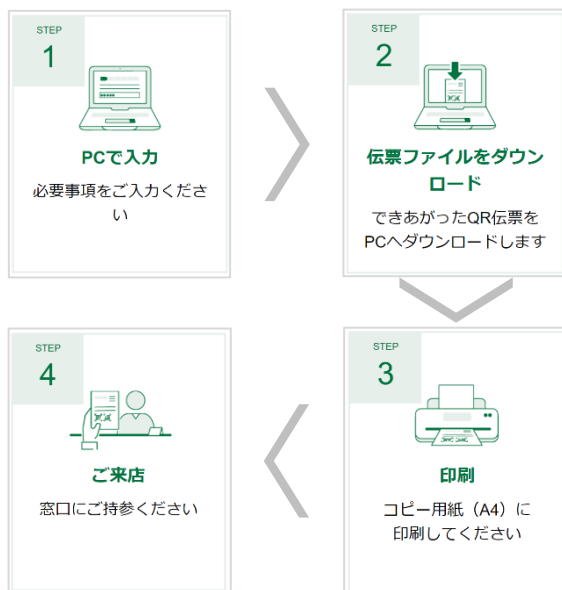 STEP
1
PCで入力
必要事項をご入力くださ
い
STEP
2
伝票ファイルをダウン
ロード
できあがったQR伝票を
PCへダウンロードします
STEP
3
印刷
コピー用紙（A4）に
印刷してください
STEP
4
ご来店
窓口にご持参ください